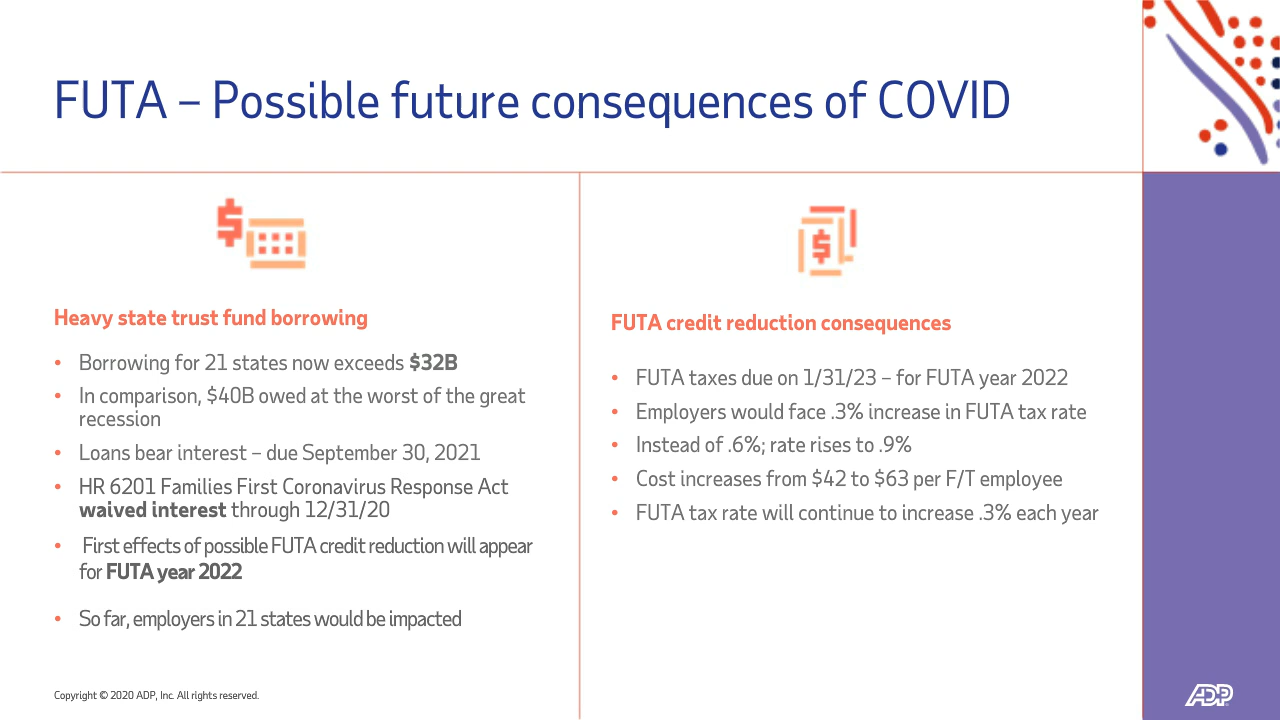 FUTA – Possible future consequences of COVID
Heavy state trust fund borrowing
• Borrowing for 21 states now exceeds $32B
• In comparison, $40B owed at the worst of the great
recession
• Loans bear interest – due September 30, 2021
• HR 6201 Families First Coronavirus Response Act
waived interest through 12/31/20
• First effects of possible FUTA credit reduction will appear
for FUTA year 2022
• So far, employers in 21 states would be impacted
FUTA credit reduction consequences
• FUTA taxes due on 1/31/23 – for FUTA year 2022
• Employers would face .3% increase in FUTA tax rate
• Instead of .6%; rate rises to .9%
• Cost increases from $42 to $63 per F/T employee
• FUTA tax rate will continue to increase .3% each year
Copyright © 2020 ADP, Inc. All rights reserved.
ADP